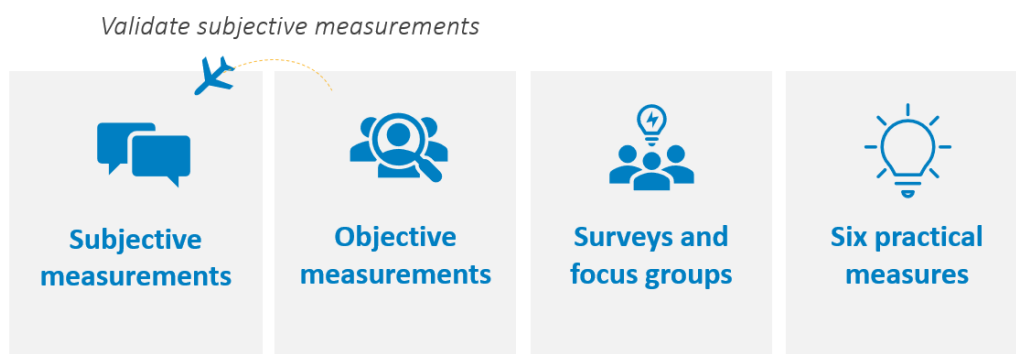 Validate subjective measurements
Subjective
measurements
Objective
measurements
Surveys and
focus groups
Six practical
measures